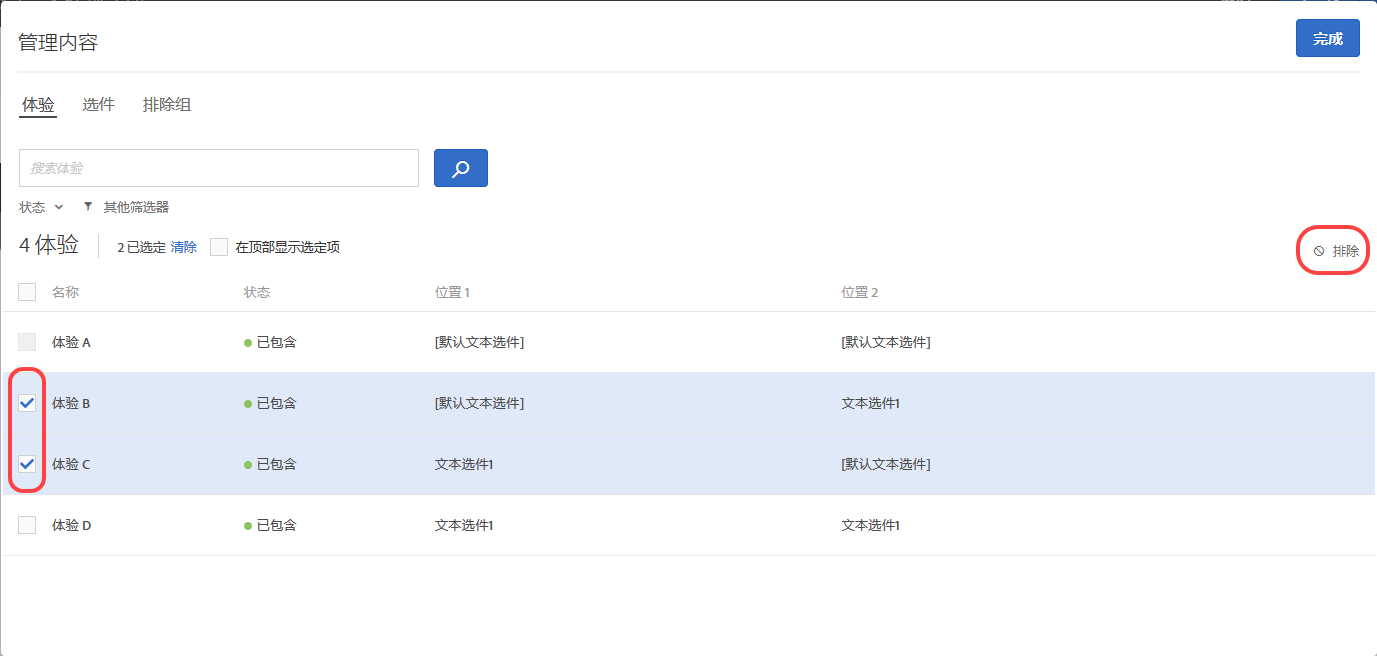 管理内容
完成
体验 选件 排除组
搜索体验
状态 其他筛选器
4 体验 2 已选定 清除 在顶部显示选定项 排除
名称 状态 位置 1 位置 2
体验 A 已包含 [默认文本选件] [默认文本选件]
体验 B 已包含 [默认文本选件] 文本选件1
体验 C 已包含 文本选件1 [默认文本选件]
体验 D 已包含 文本选件1 文本选件1